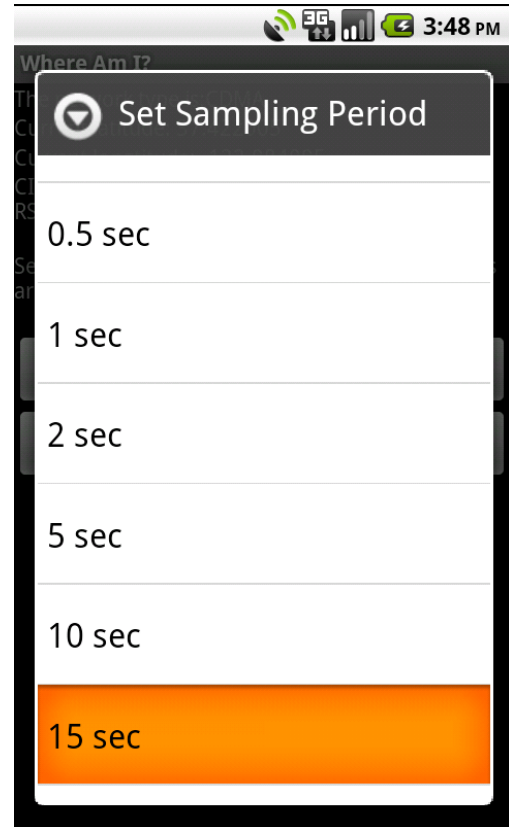 3G
3:48 PM
Where Am I?
Set Sampling Period
0.5 sec
1 sec
2 sec
5 sec
10 sec
15 sec